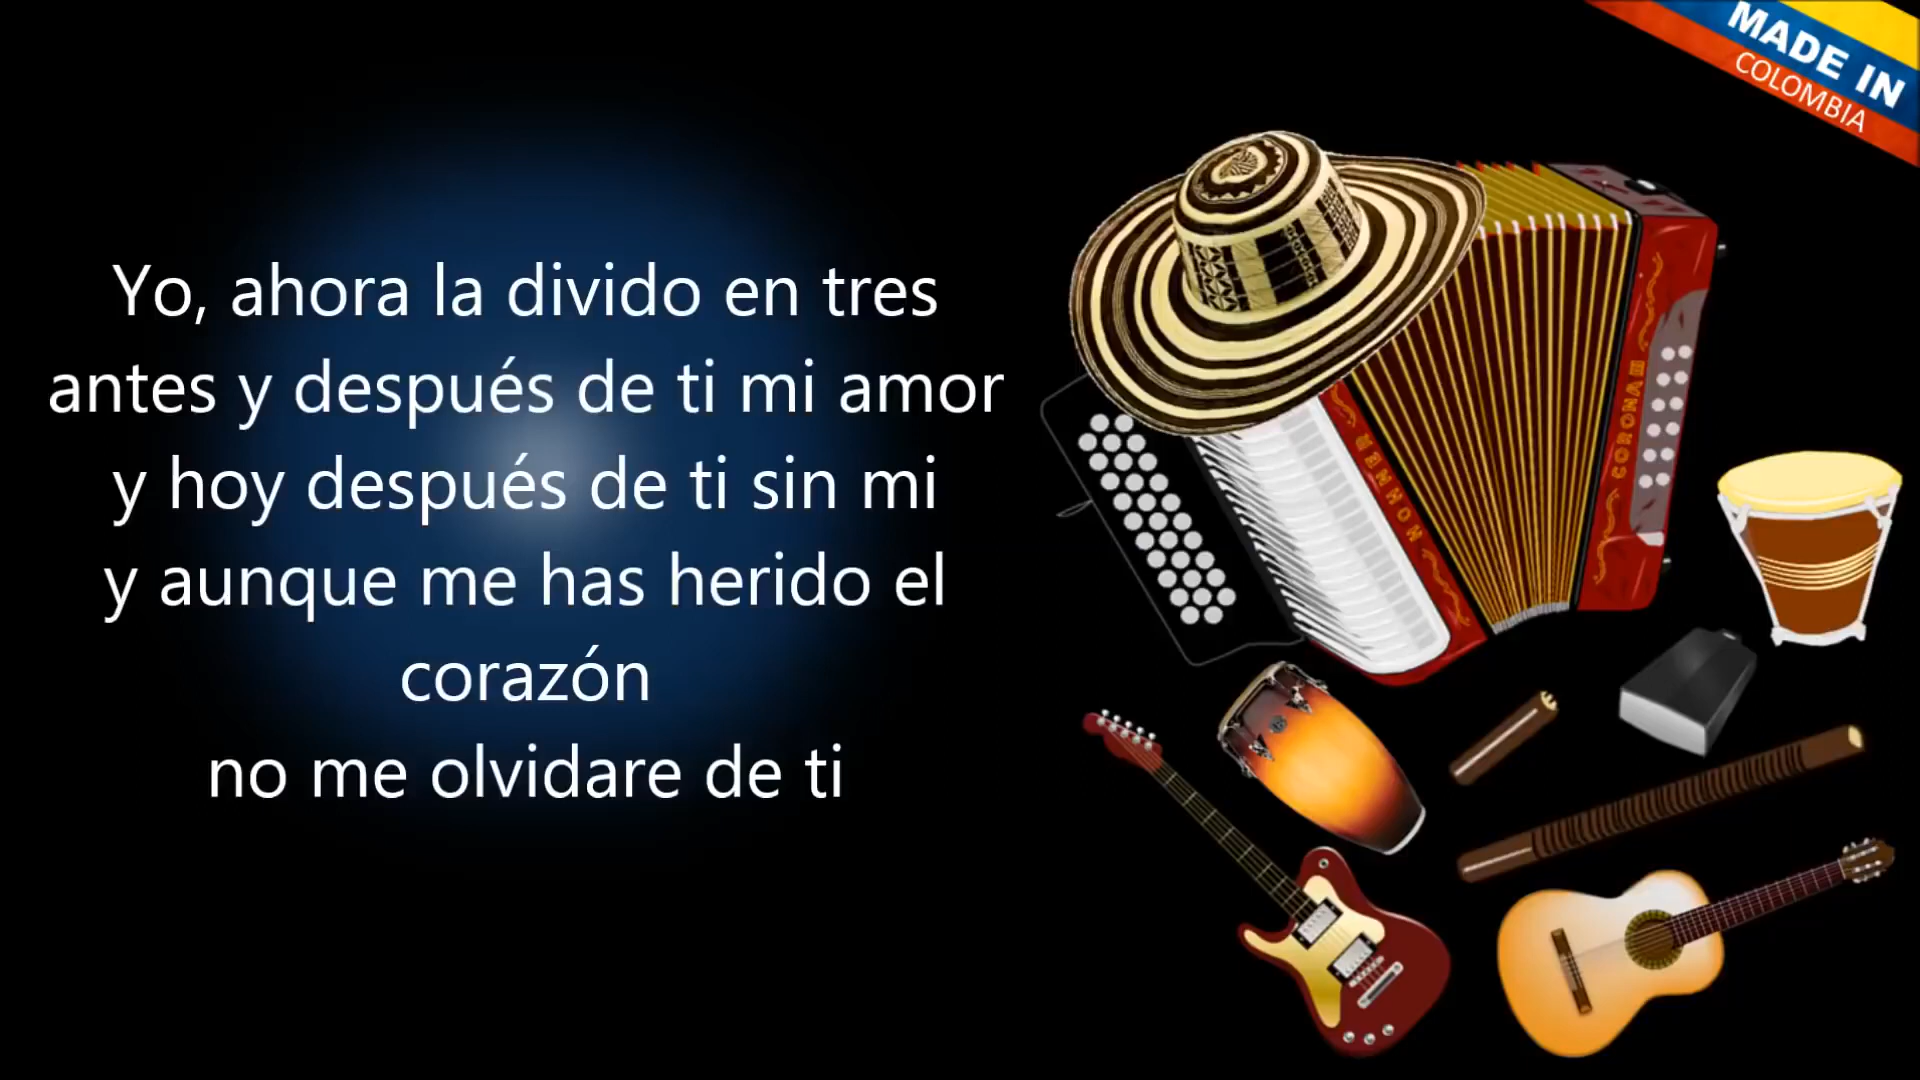 Yo, ahora la divido en tres
antes y después de ti mi amor
y hoy después de ti sin mi
y aunque me has herido el
corazón
no me olvidare de ti
MADE IN
COLOMBIA
CORONA III